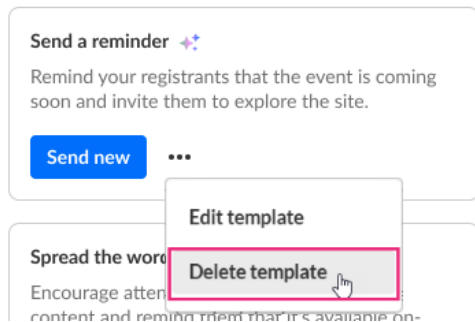 Send a reminder
Remind your registrants that the event is coming
soon and invite them to explore the site.
Send new
Edit template
Delete template
Spread the word
Encourage
content and remind them that it's available on-